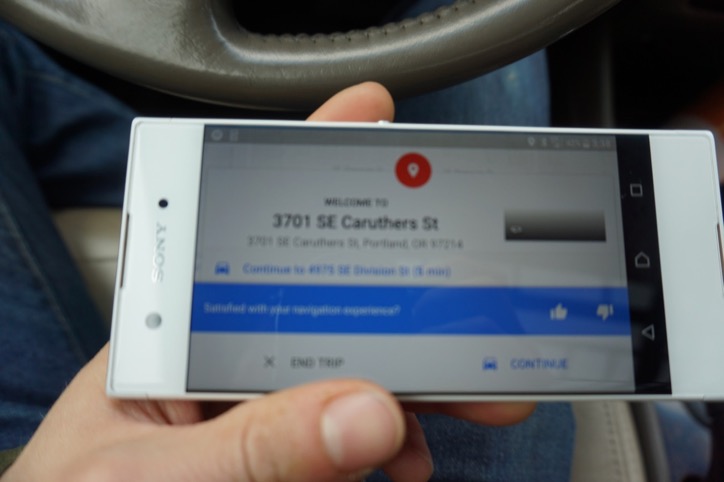 SONY
WELCOME TO
3701 SE Caruthers St
3701 SE Caruthers St, Portland, OR 97214
Continue to 4975 SE Division St (5 min)
Satisfied with your navigation experience?
END TRIP
CONTINUE